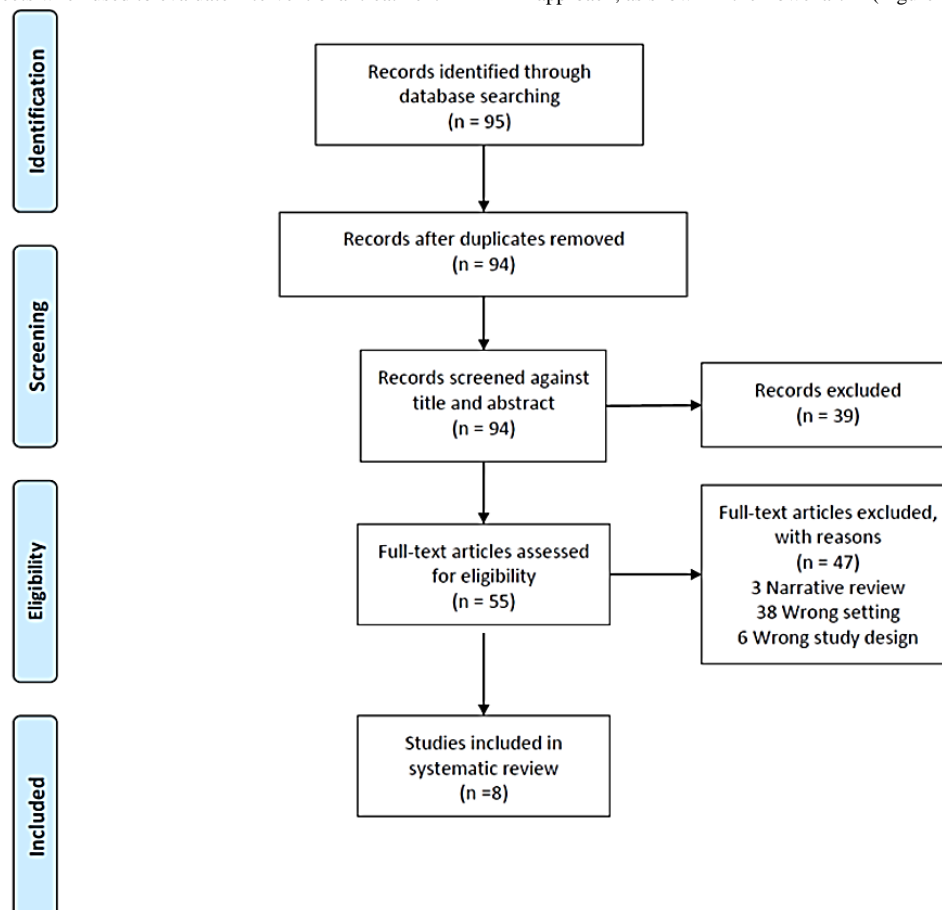 Identification
Records identified through
database searching
(n = 95)
Records after duplicates removed
(n = 94)
Screening
Records screened against
title and abstract
(n = 94)
Records excluded
(n = 39)
Eligibility
Full-text articles assessed
for eligibility
(n = 55)
Full-text articles excluded,
with reasons
(n = 47)
3 Narrative review
38 Wrong setting
6 Wrong study design
Included
Studies included in
systematic review
(n =8)